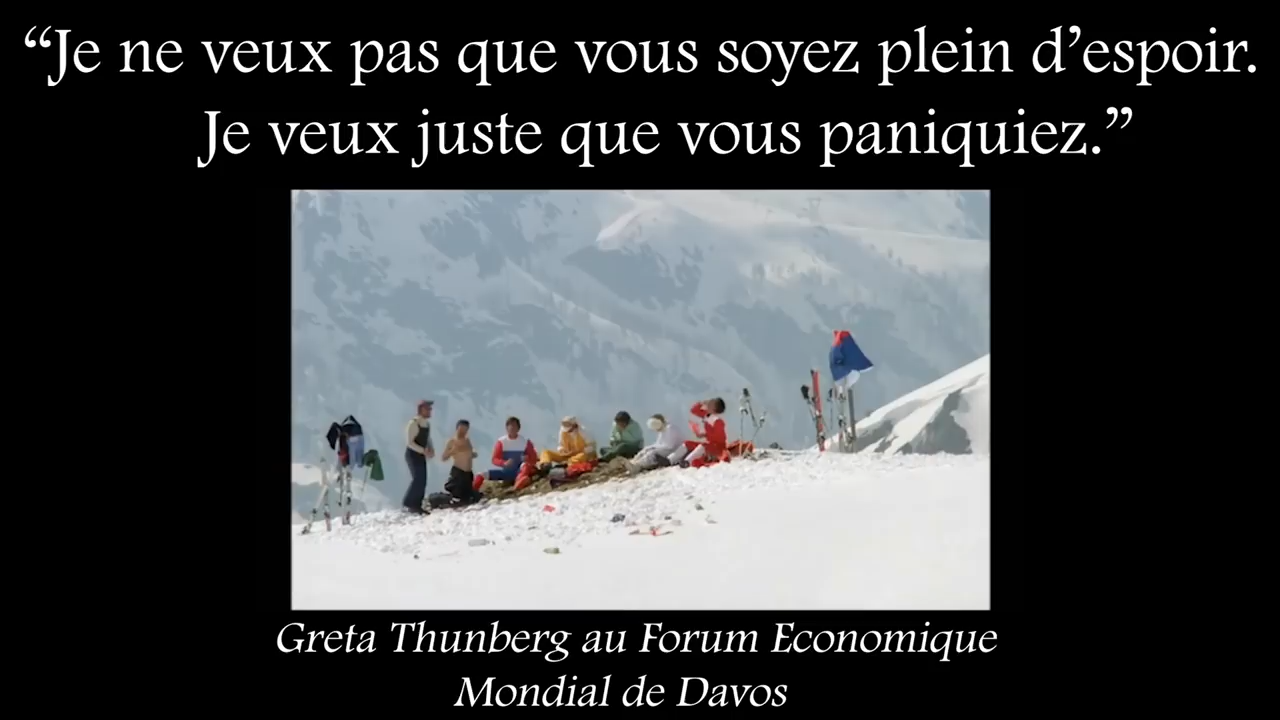 “Je ne veux pas que vous soyez plein d’espoir.
Je veux juste que vous paniquiez.”
Greta Thunberg au Forum Economique
Mondial de Davos